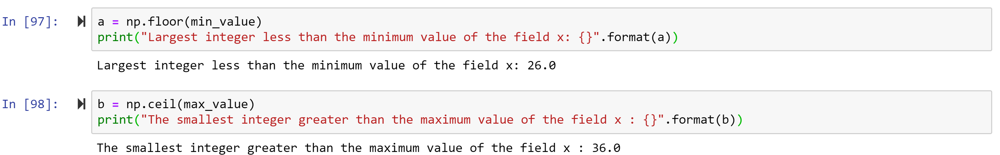 In [97]: a = np.floor(min_value)
print("Largest integer less than the minimum value of the field x: {}".format(a))
Largest integer less than the minimum value of the field x: 26.0
In [98]: b = np.ceil(max_value)
print("The smallest integer greater than the maximum value of the field x : {}".format(b))
The smallest integer greater than the maximum value of the field x : 36.0